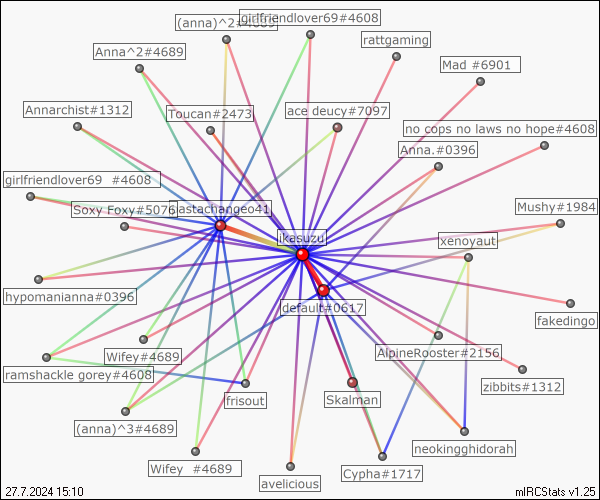 (anna)^2#4689
girlfriendlover69#4608
rattgaming
Anna^2#4689
Mad #6901
Annarchist#1312
Toucan#2473
ace deucy#7097
no cops no laws no hope#4608
Anna.#0396
girlfriendlover69 #4608
Soxy Foxy#5076
lastachangeo41
Mushy#1984
ikasuzu
xenoyaut
hypomanianna#0396
default#0617
fakedingo
Wifey#4689
AlpineRooster#2156
ramshackle gorey#4608
zibbits#1312
frisout
Skalman
(anna)^3#4689
neokingghidorah
Wifey #4689
avelicious
Cypha#1717
27.7.2024 15:10
mIRCStats v1.25